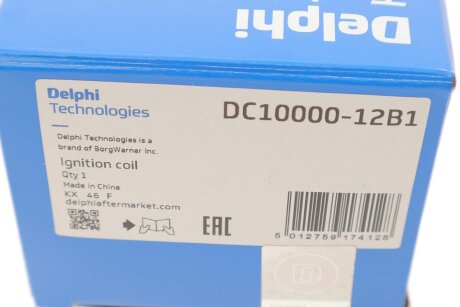 Delphi
Delphi
Technologies
DC10000-12B1
Delphi Technologies is a
brand of BorgWarner Inc.
Ignition coil
Qty 1
Made in China
KX 46 F
delphiaftermarket.com
EAC
5 012759 174128
D